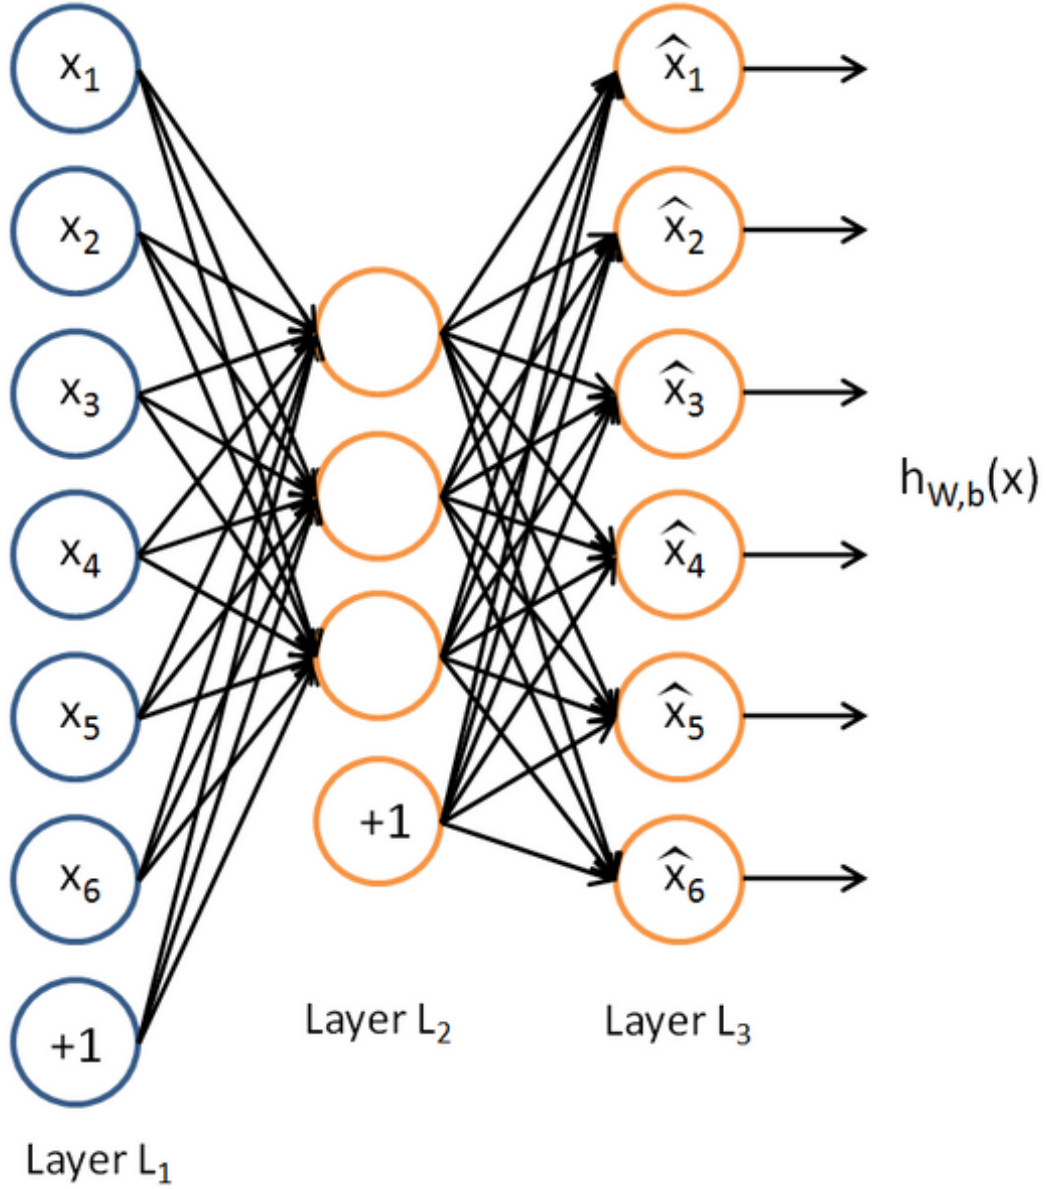 x₁
x₂
x₃
x₄
x₅
x₆
+1
Layer L₁
+1
Layer L₂
x̂₁
x̂₂
x̂₃
x̂₄
x̂₅
x̂₆
Layer L₃
h_W,b(x)